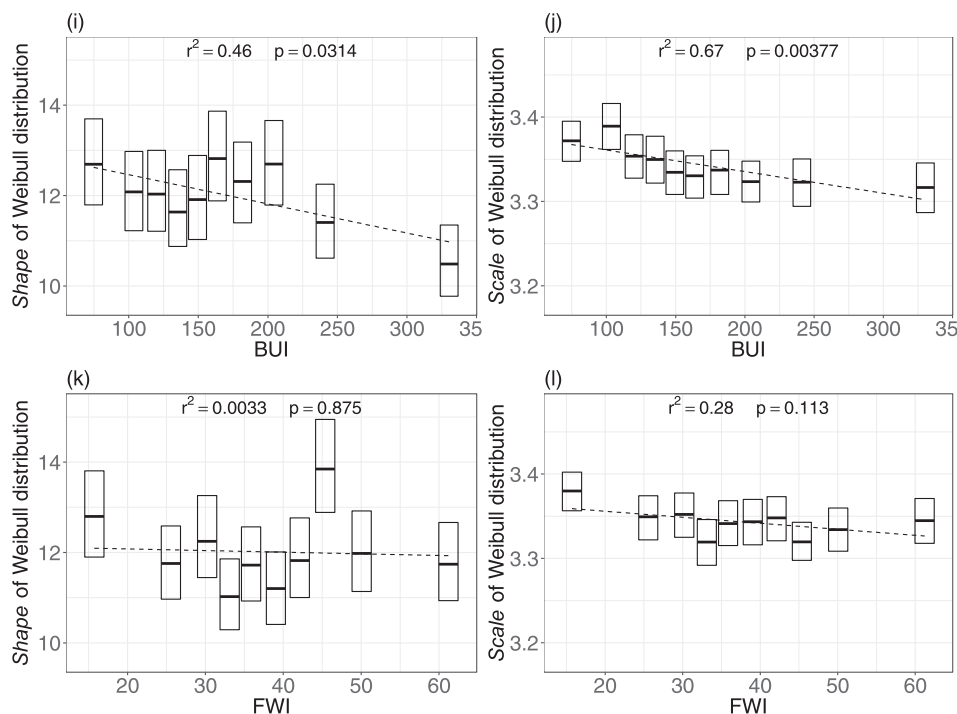 (i)
r² = 0.46 p = 0.0314
Shape of Weibull distribution
14
12
10
100 150 200 250 300 35
BUI
(j)
r² = 0.67 p = 0.00377
Scale of Weibull distribution
3.4
3.3
3.2
100 150 200 250 300 35
BUI
(k)
r² = 0.0033 p = 0.875
Shape of Weibull distribution
14
12
10
20 30 40 50 60
FWI
(l)
r² = 0.28 p = 0.113
Scale of Weibull distribution
3.4
3.3
3.2
20 30 40 50 60
FWI